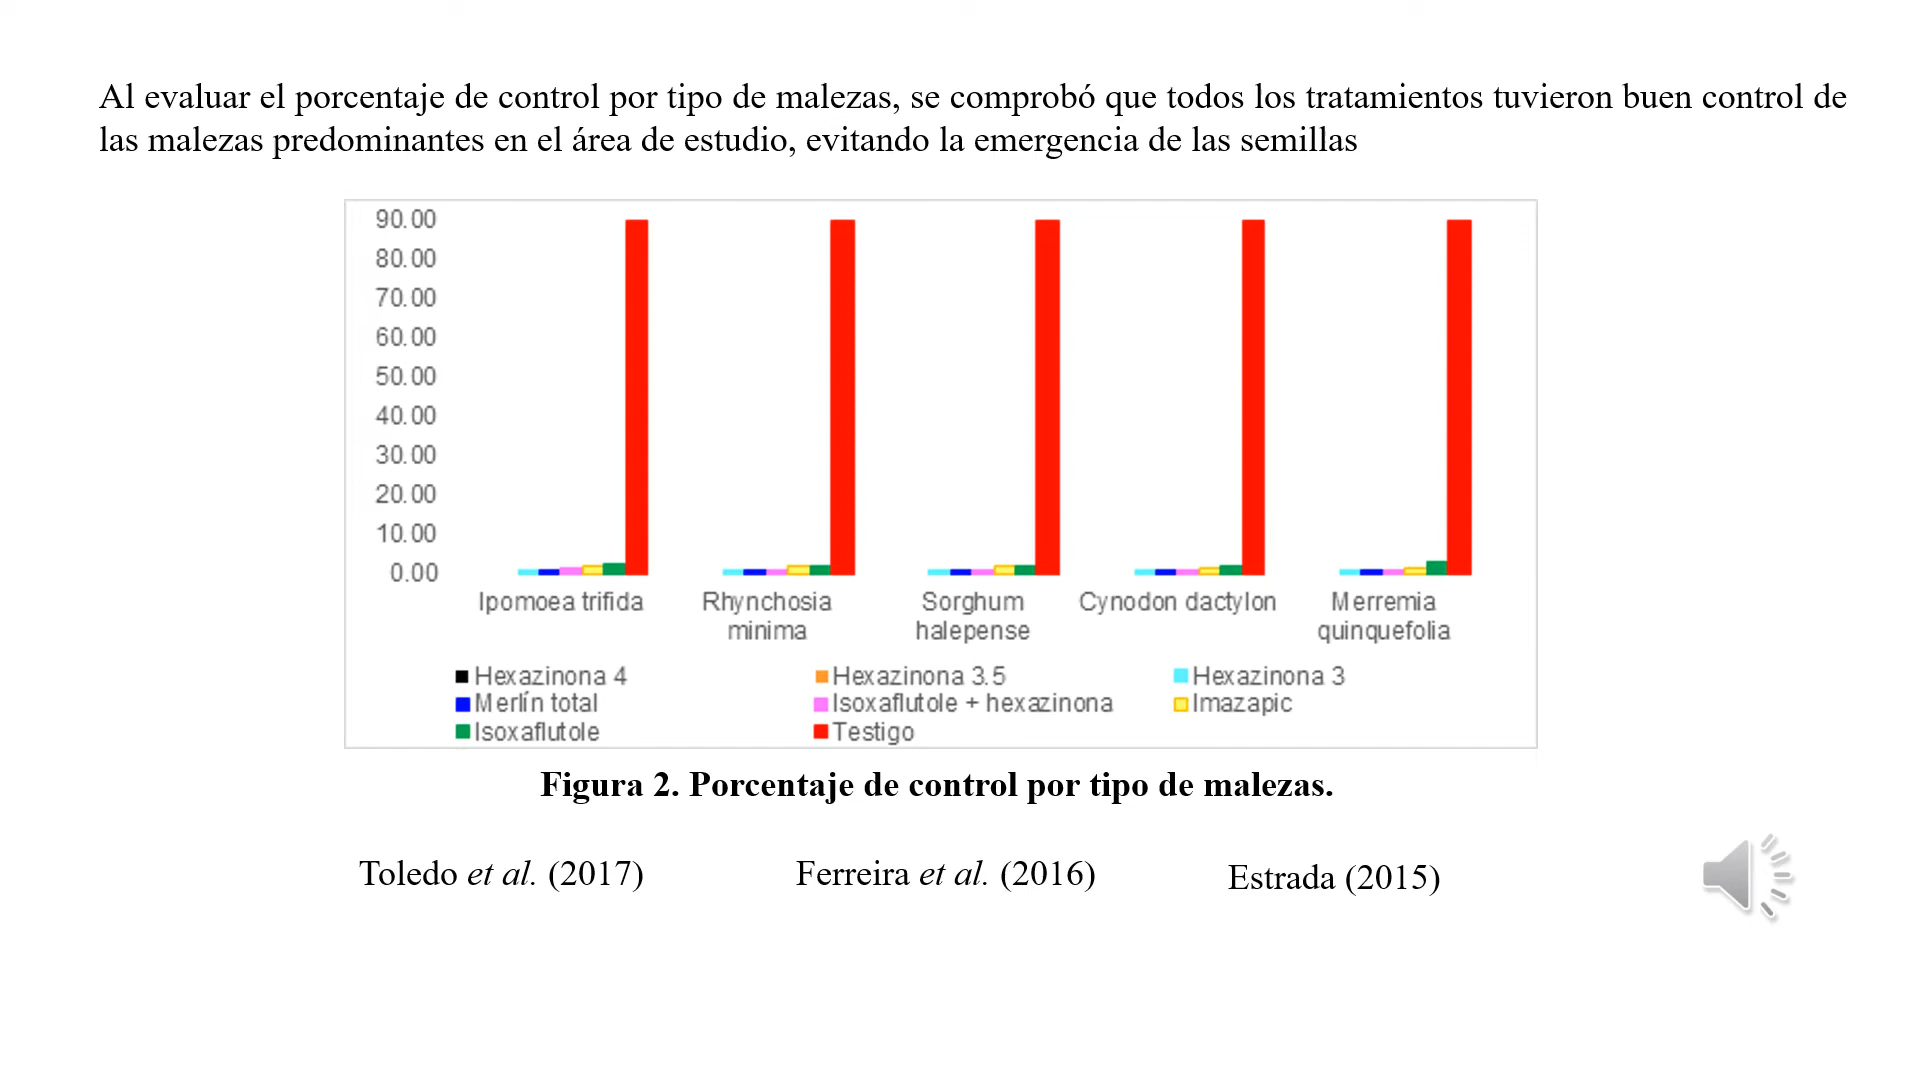 Al evaluar el porcentaje de control por tipo de malezas, se comprobó que todos los tratamientos tuvieron buen control de
las malezas predominantes en el área de estudio, evitando la emergencia de las semillas
90.00
80.00
70.00
60.00
50.00
40.00
30.00
20.00
10.00
0.00
Ipomoea trifida
Rhynchosia
minima
Sorghum
halepense
Cynodon dactylon
Merremia
quinquefolia
Hexazinona 4
Hexazinona 3.5
Hexazinona 3
Merlín total
Isoxaflutole + hexazinona
Imazapic
Isoxaflutole
Testigo
Figura 2. Porcentaje de control por tipo de malezas.
Toledo et al. (2017)
Ferreira et al. (2016)
Estrada (2015)